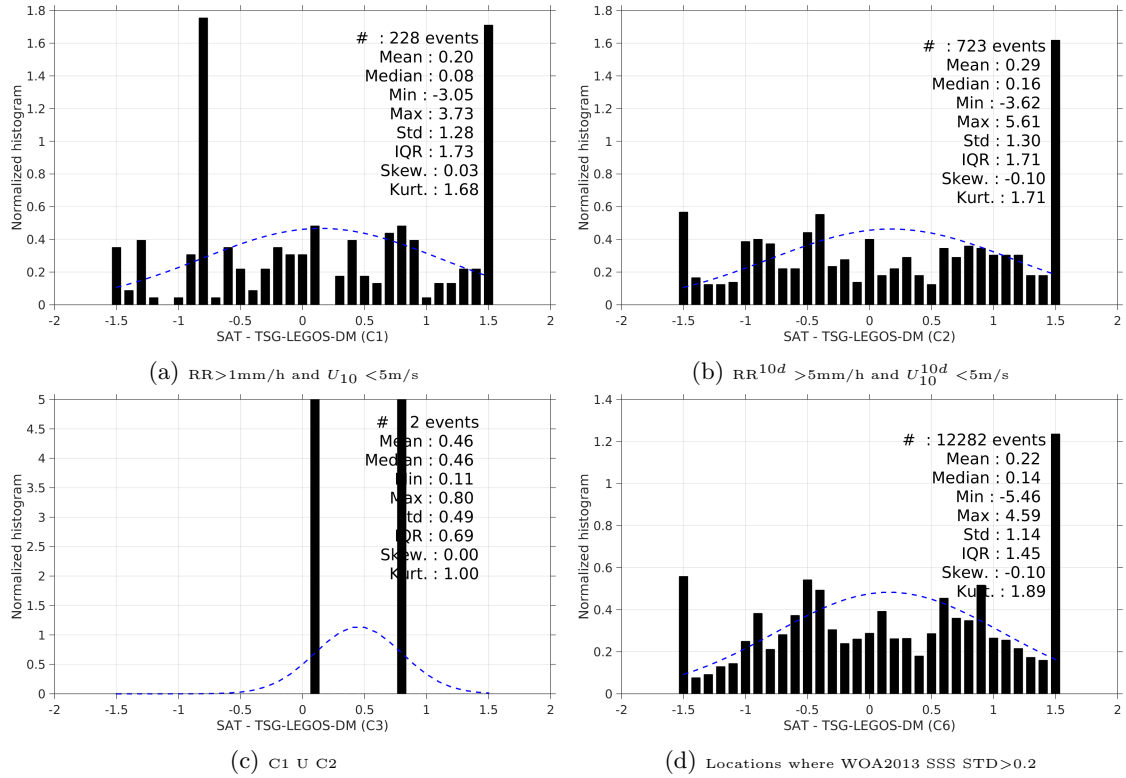 1.8
1.6
1.4
1.2
1
0.8
0.6
0.4
0.2
0
Normalized histogram
# : 228 events
Mean : 0.20
Median : 0.08
Min : -3.05
Max : 3.73
Std : 1.28
IQR : 1.73
Skew. : 0.03
Kurt. : 1.68
-2 -1.5 -1 -0.5 0 0.5 1 1.5 2
SAT - TSG-LEGOS-DM (C1)
(a) RR>1mm/h and U10 <5m/s
1.8
1.6
1.4
1.2
1
0.8
0.6
0.4
0.2
0
Normalized histogram
# : 723 events
Mean : 0.29
Median : 0.16
Min : -3.62
Max : 5.61
Std : 1.30
IQR : 1.71
Skew. : -0.10
Kurt. : 1.71
-2 -1.5 -1 -0.5 0 0.5 1 1.5 2
SAT - TSG-LEGOS-DM (C2)
(b) RR10d >5mm/h and U10d10 <5m/s
5
4.5
4
3.5
3
2.5
2
1.5
1
0.5
0
Normalized histogram
# 2 events
Mean : 0.46
Median : 0.46
Min : 0.11
Max : 0.80
Std : 0.49
IQR : 0.69
Skew. : 0.00
Kurt. : 1.00
-2 -1.5 -1 -0.5 0 0.5 1 1.5 2
SAT - TSG-LEGOS-DM (C3)
(c) C1 U C2
1.4
1.2
1
0.8
0.6
0.4
0.2
0
Normalized histogram
# : 12282 events
Mean : 0.22
Median : 0.14
Min : -5.46
Max : 4.59
Std : 1.14
IQR : 1.45
Skew. : -0.10
Kurt. : 1.89
-2 -1.5 -1 -0.5 0 0.5 1 1.5 2
SAT - TSG-LEGOS-DM (C6)
(d) Locations where WOA2013 SSS STD>0.2